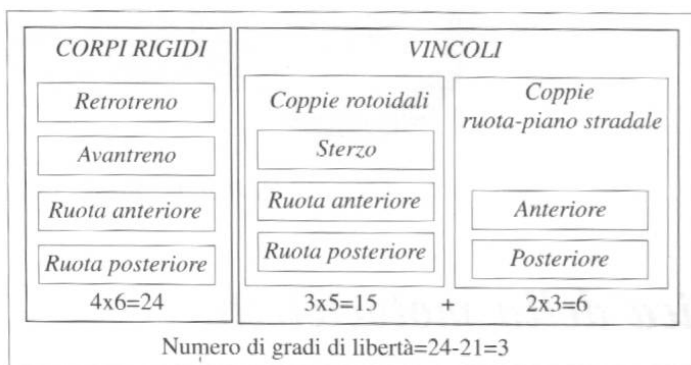 CORPI RIGIDI
Retrotreno
Avantreno
Ruota anteriore
Ruota posteriore
4x6=24
VINCOLI
Coppie rotoidali
Sterzo
Ruota anteriore
Ruota posteriore
3x5=15
+
Coppie
ruota-piano stradale
Anteriore
Posteriore
2x3=6
Numero di gradi di libertà=24-21=3